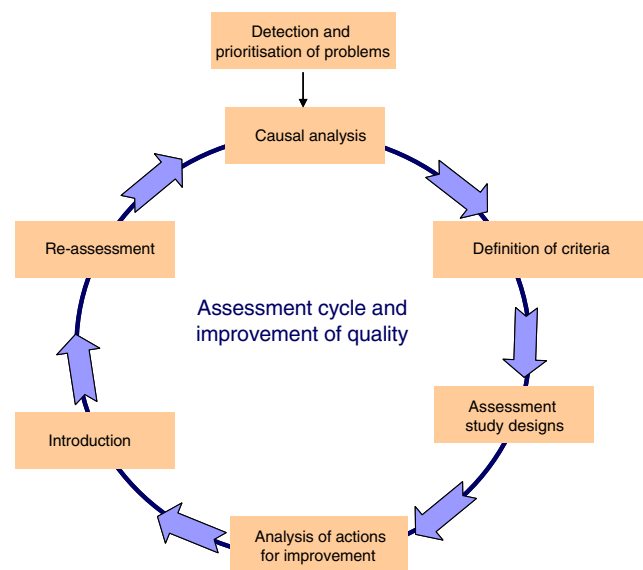 Detection and
prioritisation of problems
Causal analysis
Re-assessment
Definition of criteria
Assessment cycle and
improvement of quality
Assessment
study designs
Introduction
Analysis of actions
for improvement